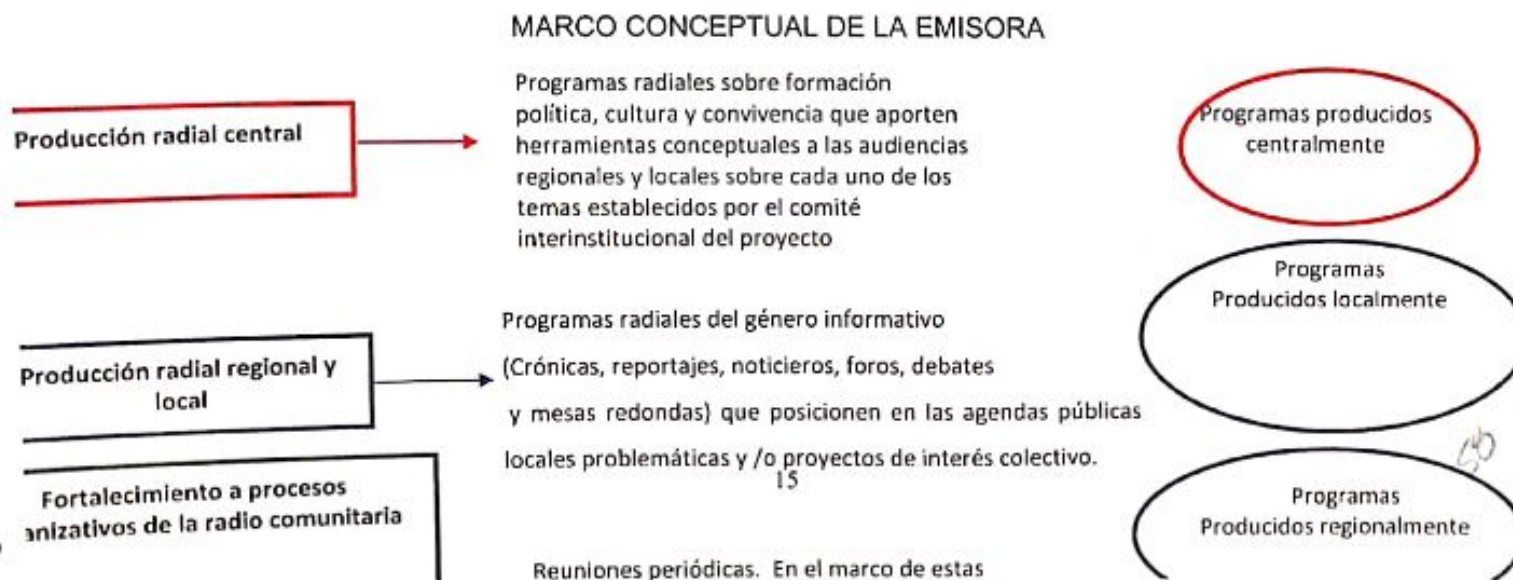 MARCO CONCEPTUAL DE LA EMISORA
Producción radial central
Programas radiales sobre formación
política, cultura y convivencia que aporten
herramientas conceptuales a las audiencias
regionales y locales sobre cada uno de los
temas establecidos por el comité
interinstitucional del proyecto
Programas producidos
centralmente
Producción radial regional y
local
Programas radiales del género informativo
(Crónicas, reportajes, noticieros, foros, debates
y mesas redondas) que posicionen en las agendas públicas
locales problemáticas y /o proyectos de interés colectivo.
Programas
Producidos localmente
15
Fortalecimiento a procesos
anizativos de la radio comunitaria
Reuniones periódicas. En el marco de estas
Programas
Producidos regionalmente